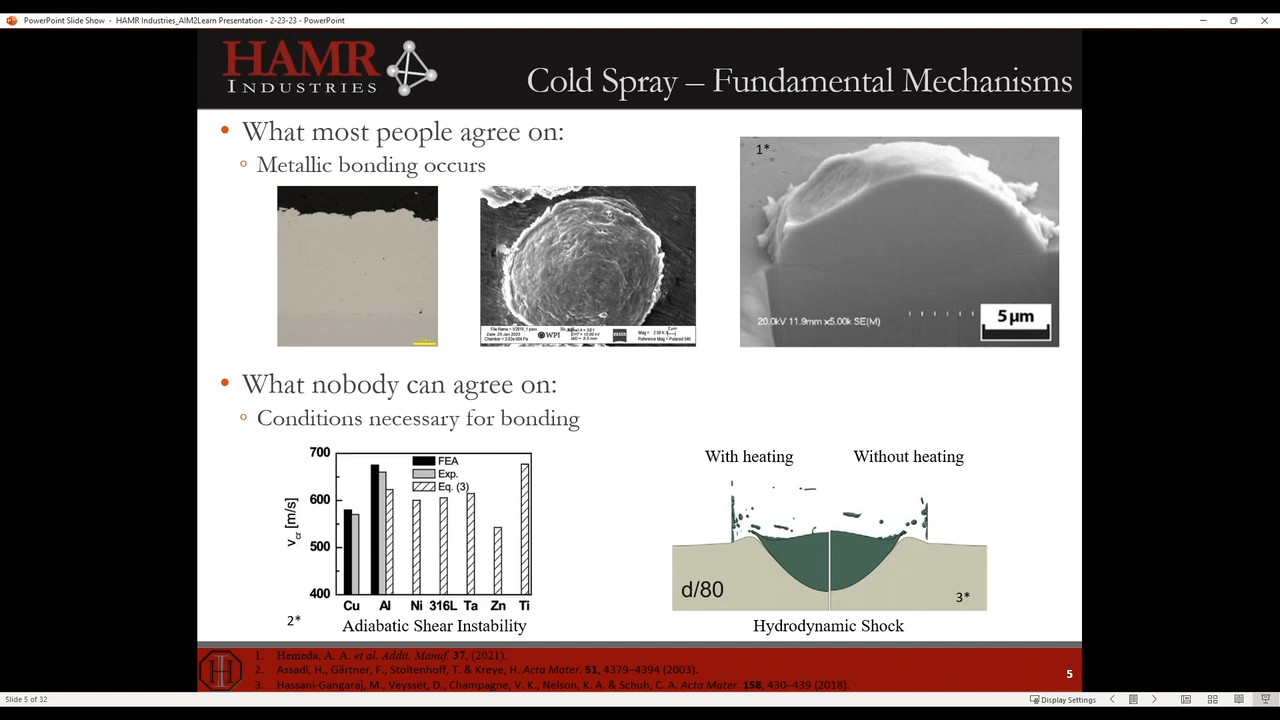 PowerPoint Slide Show - HAMR Industries_AIM2Learn Presentation - 2-23-23 - PowerPoint
HAMR
INDUSTRIES
Cold Spray – Fundamental Mechanisms
• What most people agree on:
○ Metallic bonding occurs
1*
WPI
ZEISS
20.0kV 11.9mm x5.00k SE(M)
5 µm
• What nobody can agree on:
○ Conditions necessary for bonding
700
600
500
400
v_cr [m/s]
FEA
Exp.
Eq. (3)
Cu Al Ni 316L Ta Zn Ti
2*
Adiabatic Shear Instability
With heating Without heating
d/80
3*
Hydrodynamic Shock
1. Hemeda, A. A. et al. Addit. Manuf. 37, (2021).
2. Assadi, H., Gärtner, F., Stoltenhoff, T. & Kreye, H. Acta Mater. 51, 4379–4394 (2003).
3. Hassani-Gangaraj, M., Veysset, D., Champagne, V. K., Nelson, K. A. & Schuh, C. A. Acta Mater. 158, 430–439 (2018).
5
Slide 5 of 32
Display Settings